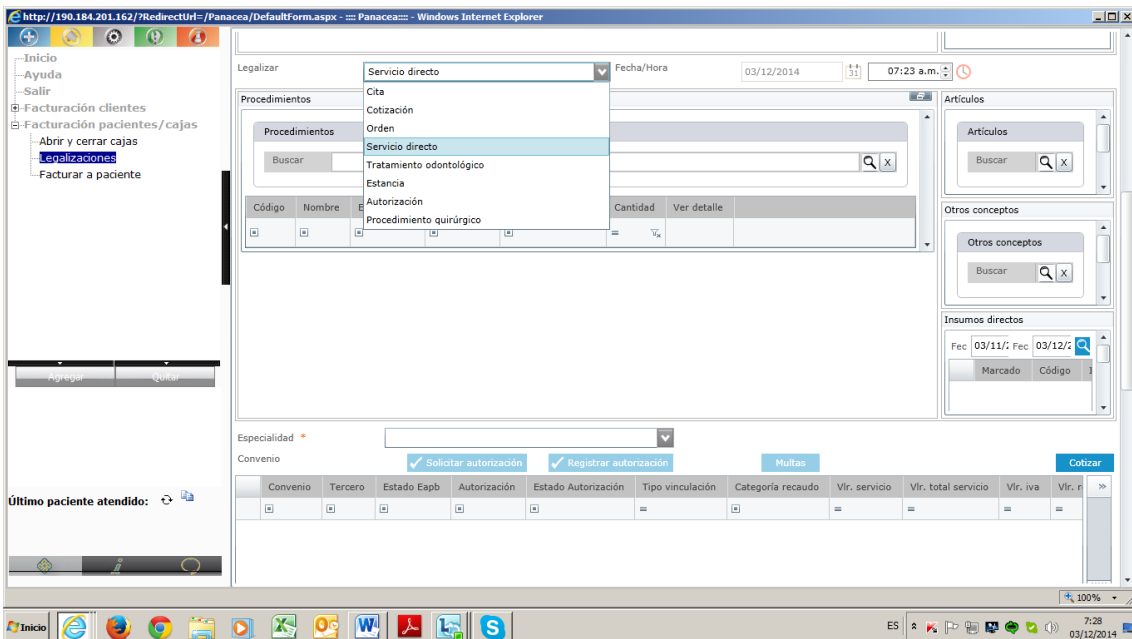 http://190.184.201.162/?RedirectUrl=/Panacea/DefaultForm.aspx - :::: Panacea:::: - Windows Internet Explorer
Inicio
Ayuda
Salir
Facturación clientes
Facturación pacientes/cajas
Abrir y cerrar cajas
Legalizaciones
Facturar a paciente
Agregar Quitar
Último paciente atendido:
Legalizar Servicio directo Fecha/Hora 03/12/2014 31 07:23 a.m.
Cita
Cotización
Orden
Servicio directo
Tratamiento odontológico
Estancia
Autorización
Procedimiento quirúrgico
Procedimientos
Procedimientos
Buscar X
Código Nombre E Cantidad Ver detalle
= 
Artículos
Artículos
Buscar X
Otros conceptos
Otros conceptos
Buscar X
Insumos directos
Fec 03/11/2 Fec 03/12/2
Marcado Código
Especialidad *
Convenio Solicitar autorización Registrar autorización Multas Cotizar
Convenio Tercero Estado Eapb Autorización Estado Autorización Tipo vinculación Categoría recaudo Vlr. servicio Vlr. total servicio Vlr. iva Vlr. r »
= = = = =
100%
Inicio ES 7:28
03/12/2014